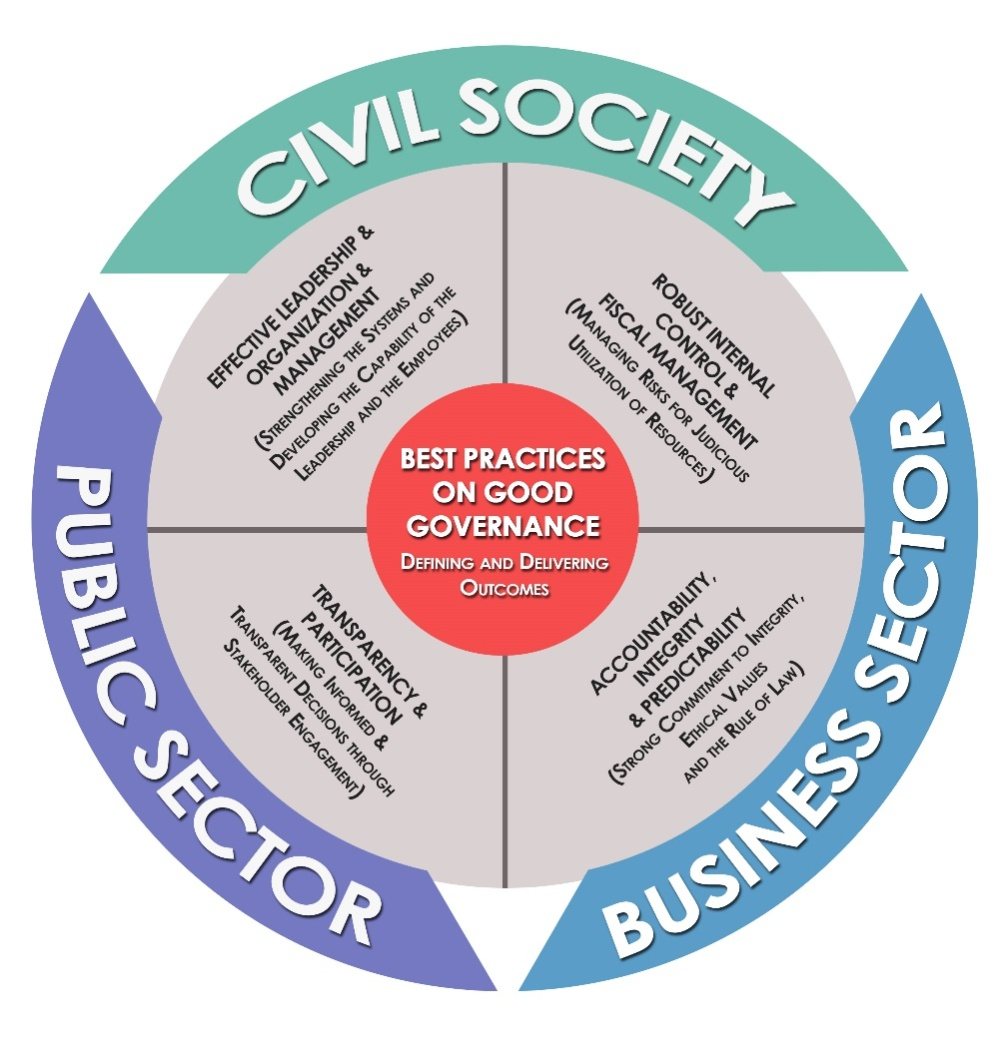 CIVIL SOCIETY
EFFECTIVE LEADERSHIP &
ORGANIZATION &
MANAGEMENT
(Strengthening the Systems and
Developing the Capability of the
Leadership and the Employees)
ROBUST INTERNAL
CONTROL &
FISCAL MANAGEMENT
(Managing Risks for Judicious
Utilization of Resources)
BEST PRACTICES
ON GOOD
GOVERNANCE
Defining and Delivering
Outcomes
TRANSPARENCY &
PARTICIPATION
(Making Informed &
Transparent Decisions through
Stakeholder Engagement)
ACCOUNTABILITY,
INTEGRITY
& PREDICTABILITY
(Strong Commitment to Integrity,
Ethical Values
and the Rule of Law)
PUBLIC SECTOR
BUSINESS SECTOR